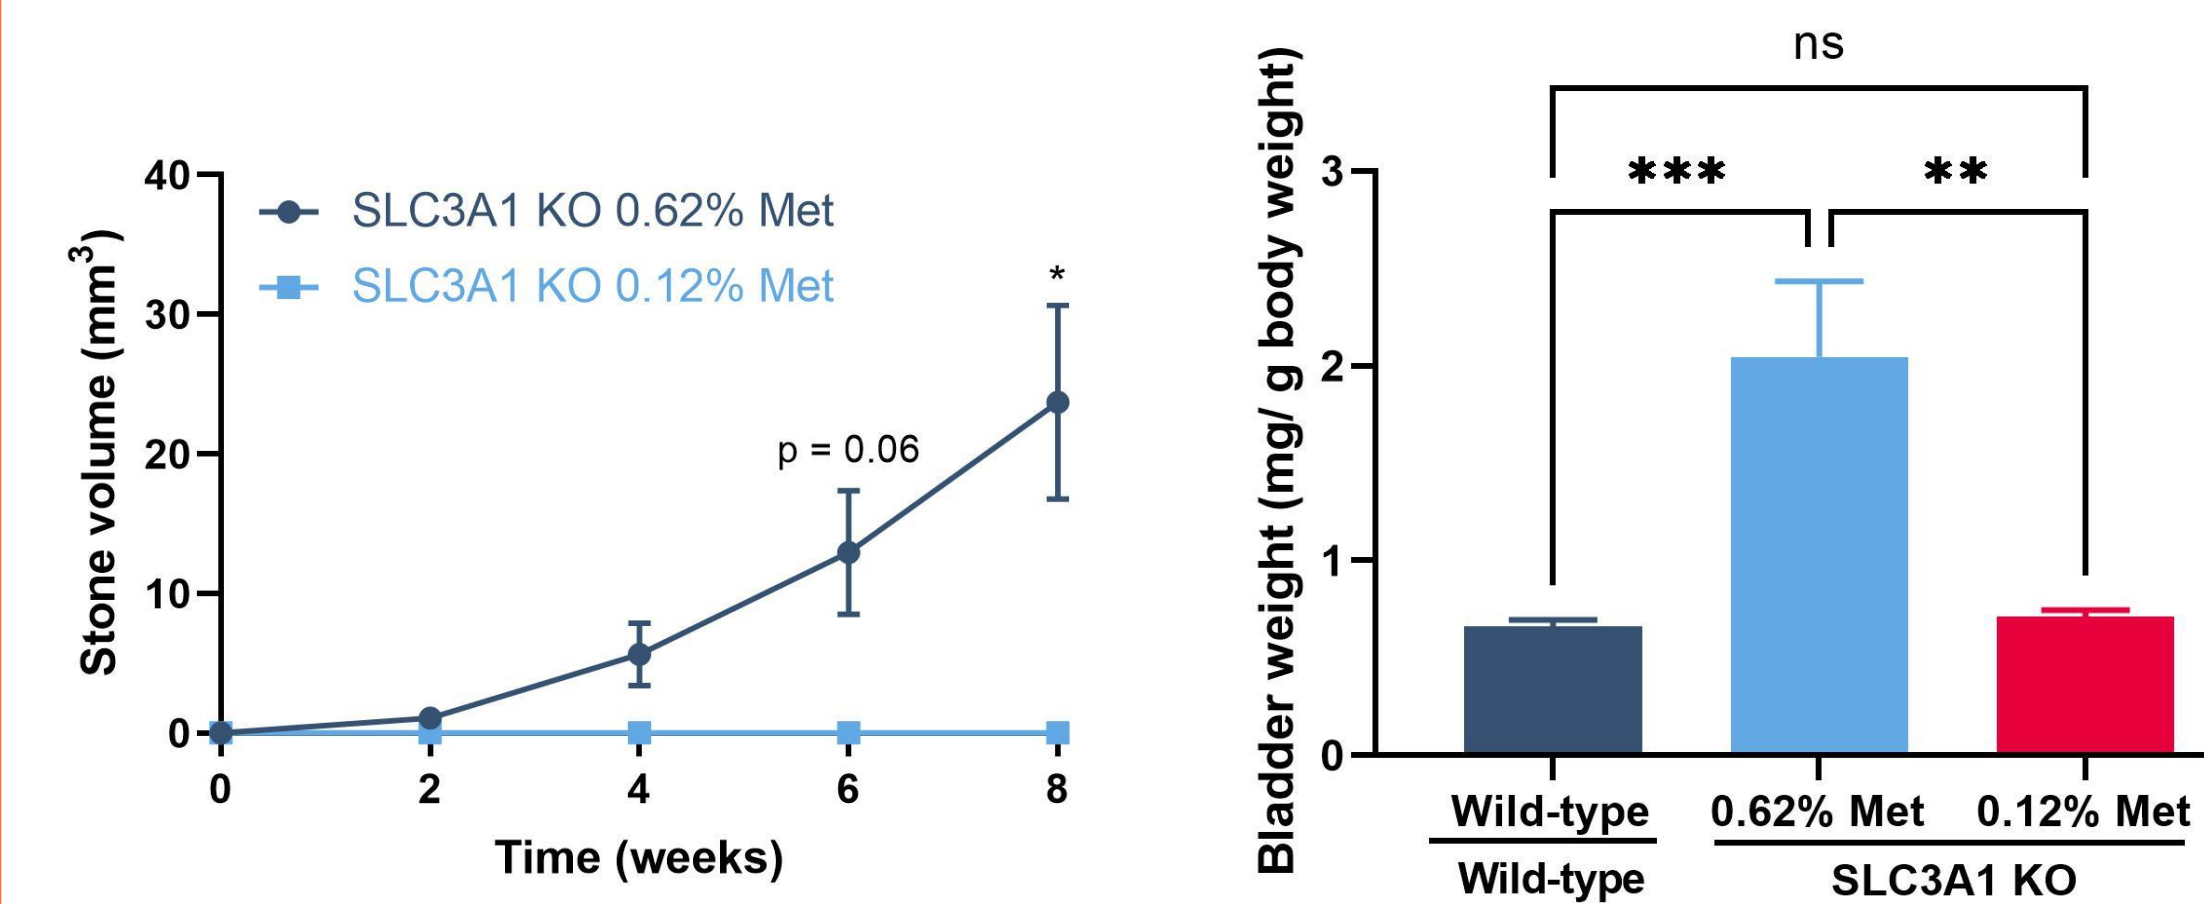 Stone volume (mm³)
40
30
20
10
0
SLC3A1 KO 0.62% Met
SLC3A1 KO 0.12% Met
p = 0.06
*
0 2 4 6 8
Time (weeks)
Bladder weight (mg/ g body weight)
3
2
1
0
ns
*** **
Wild-type 0.62% Met 0.12% Met
Wild-type SLC3A1 KO